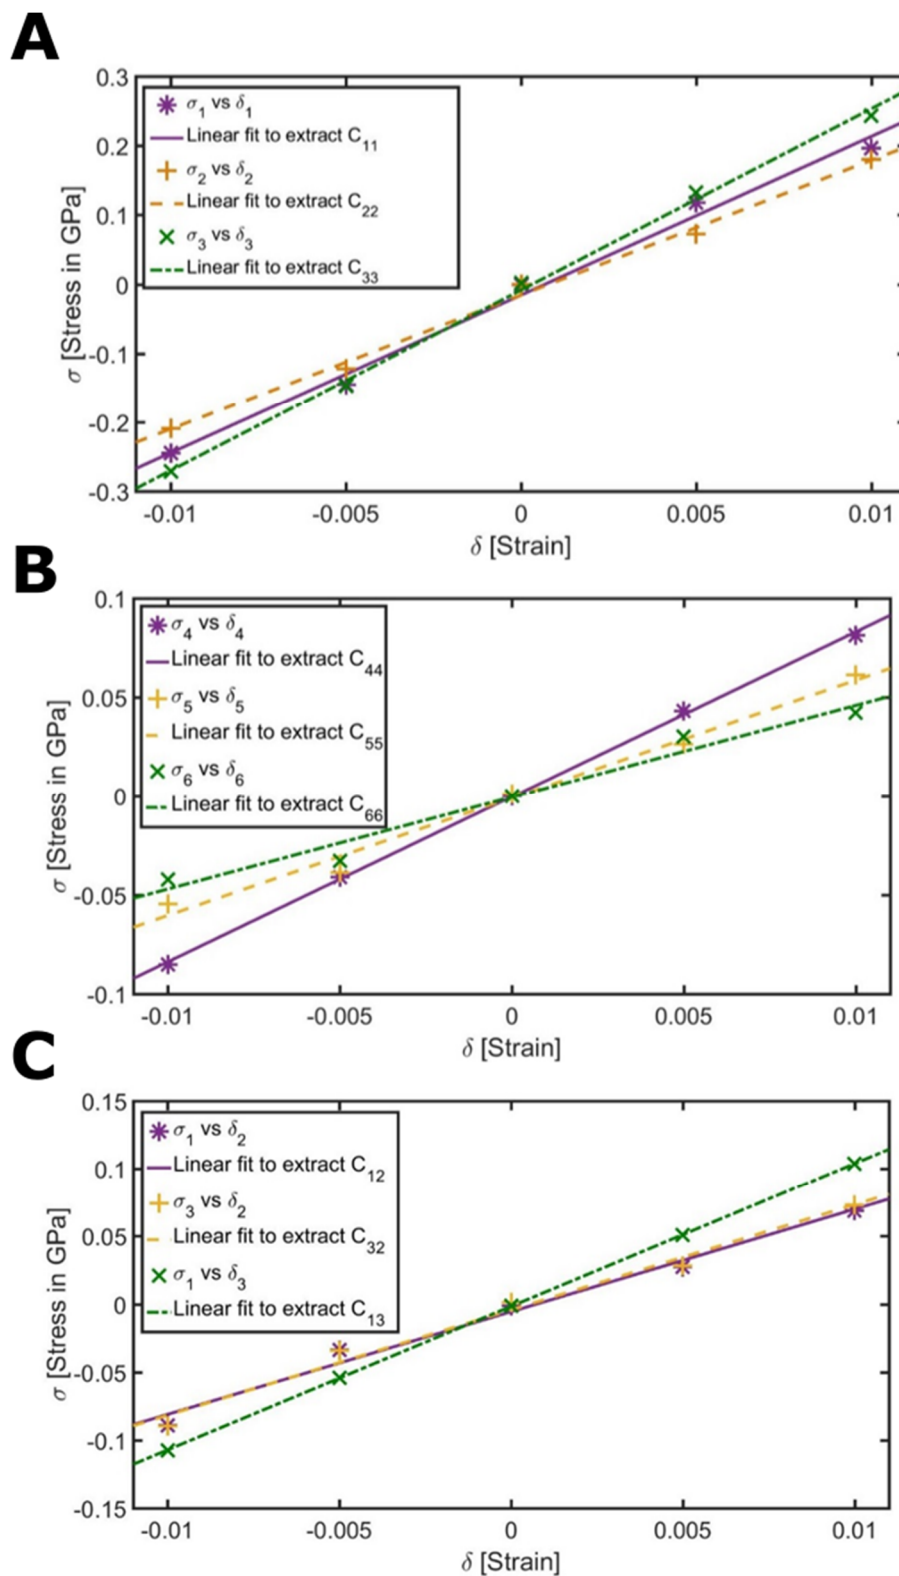 A
0.3
0.2
0.1
0
-0.1
-0.2
-0.3
σ [Stress in GPa]
σ1 vs δ1
Linear fit to extract C11
σ2 vs δ2
Linear fit to extract C22
σ3 vs δ3
Linear fit to extract C33
-0.01 -0.005 0 0.005 0.01
δ [Strain]
B
0.1
0.05
0
-0.05
-0.1
σ [Stress in GPa]
σ4 vs δ4
Linear fit to extract C44
σ5 vs δ5
Linear fit to extract C55
σ6 vs δ6
Linear fit to extract C66
-0.01 -0.005 0 0.005 0.01
δ [Strain]
C
0.15
0.1
0.05
0
-0.05
-0.1
-0.15
σ [Stress in GPa]
σ1 vs δ2
Linear fit to extract C12
σ3 vs δ2
Linear fit to extract C32
σ1 vs δ3
Linear fit to extract C13
-0.01 -0.005 0 0.005 0.01
δ [Strain]